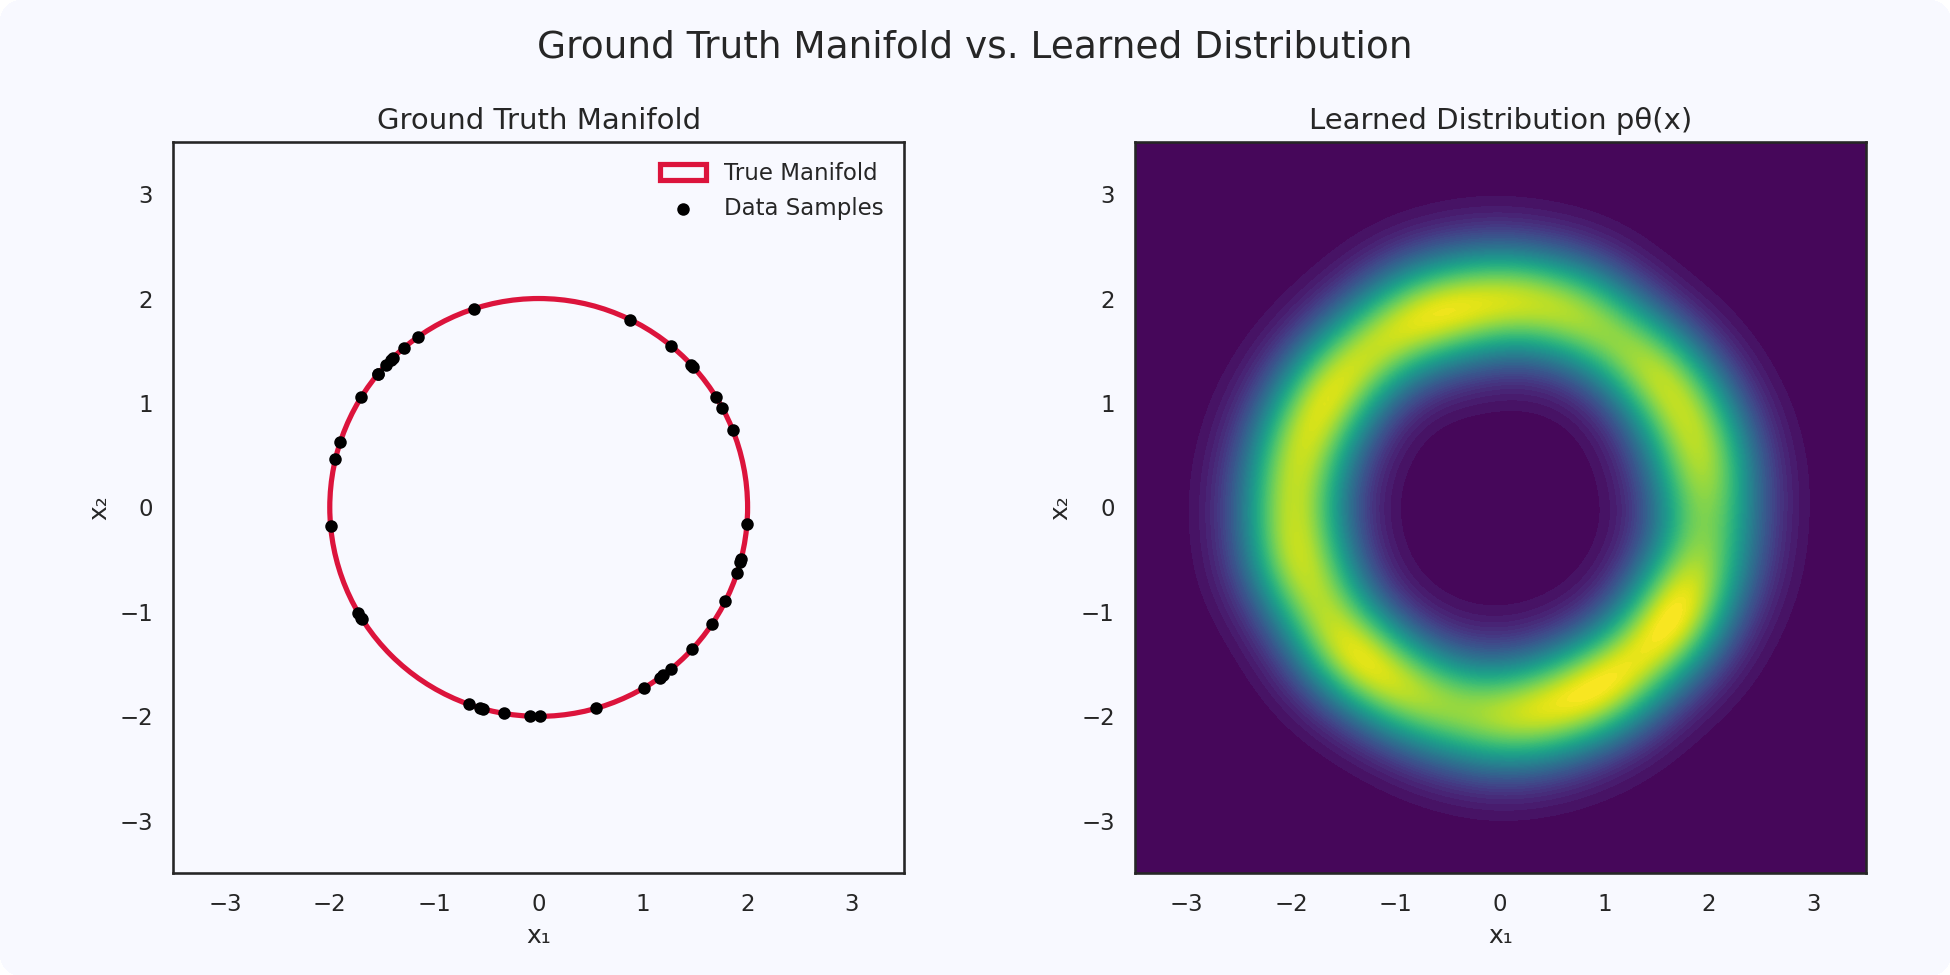 Ground Truth Manifold vs. Learned Distribution
Ground Truth Manifold
True Manifold
Data Samples
3
2
1
0
−1
−2
−3
x₂
−3 −2 −1 0 1 2 3
x₁
Learned Distribution pθ(x)
3
2
1
0
−1
−2
−3
x₂
−3 −2 −1 0 1 2 3
x₁